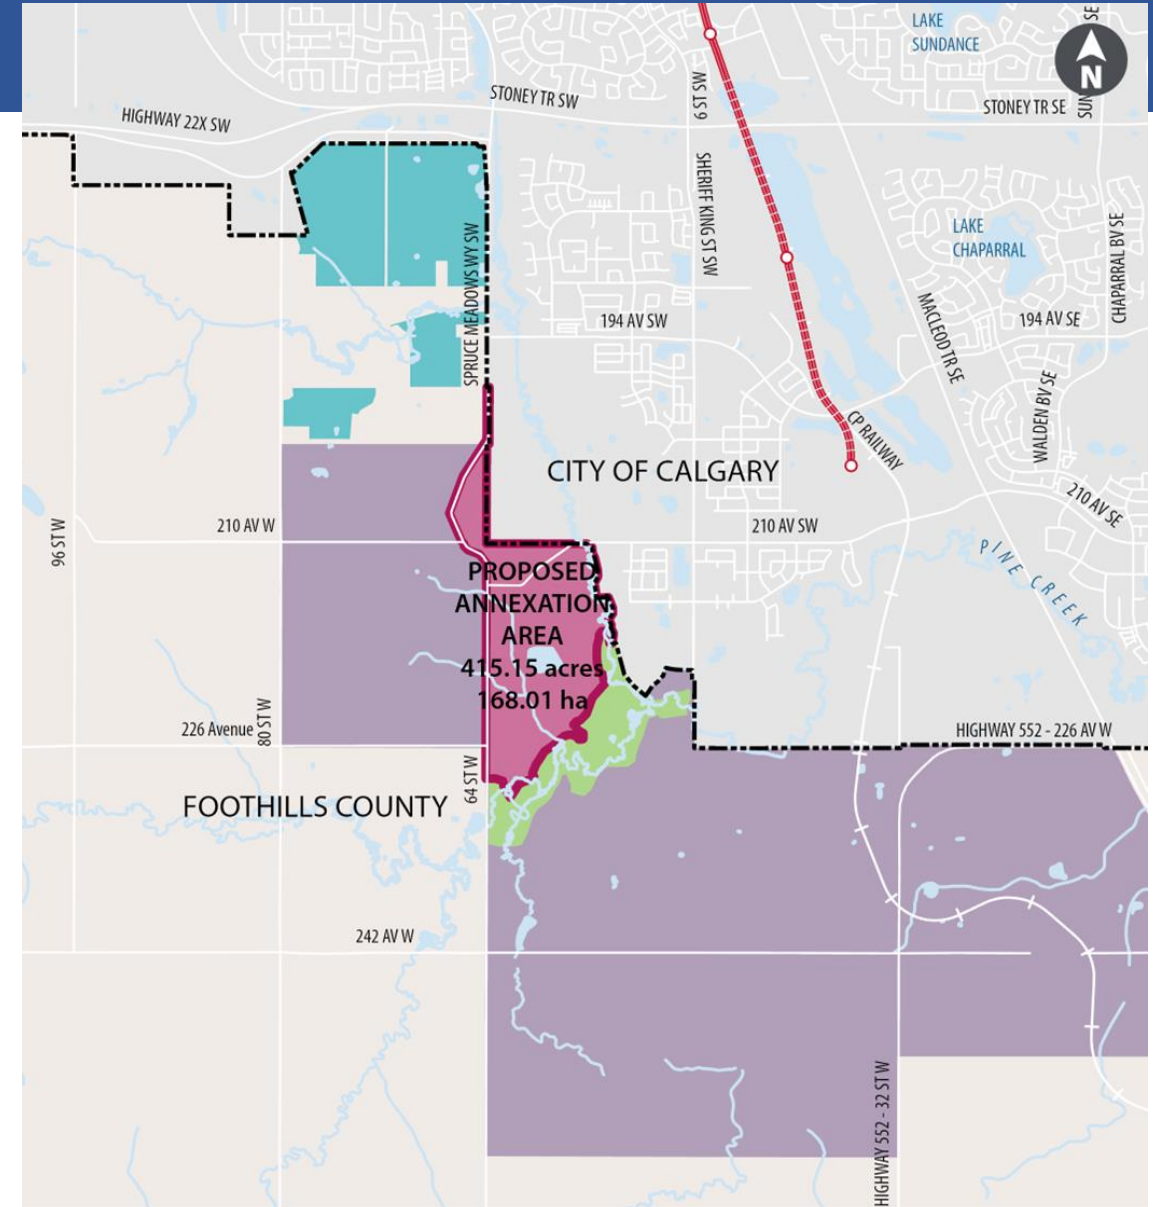 LAKE
SUNDANCE
SE
N
SUN
STONEY TR SE
STONEY TR SW
6 ST SW
HIGHWAY 22X SW
SHERIFF KING ST SW
LAKE
CHAPARRAL
CHAPARRAL BV SE
SPRUCE MEADOWS WY SW
194 AV SW
194 AV SE
MACLEOD TR SE
WALDEN BV SE
CP RAILWAY
CITY OF CALGARY
210 AV SE
210 AV W
210 AV SW
96 ST W
PINE CREEK
PROPOSED
ANNEXATION
AREA
415.15 acres
168.01 ha
226 Avenue
80 ST W
HIGHWAY 552 - 226 AV W
64 ST W
FOOTHILLS COUNTY
242 AV W
HIGHWAY 552 - 32 ST W